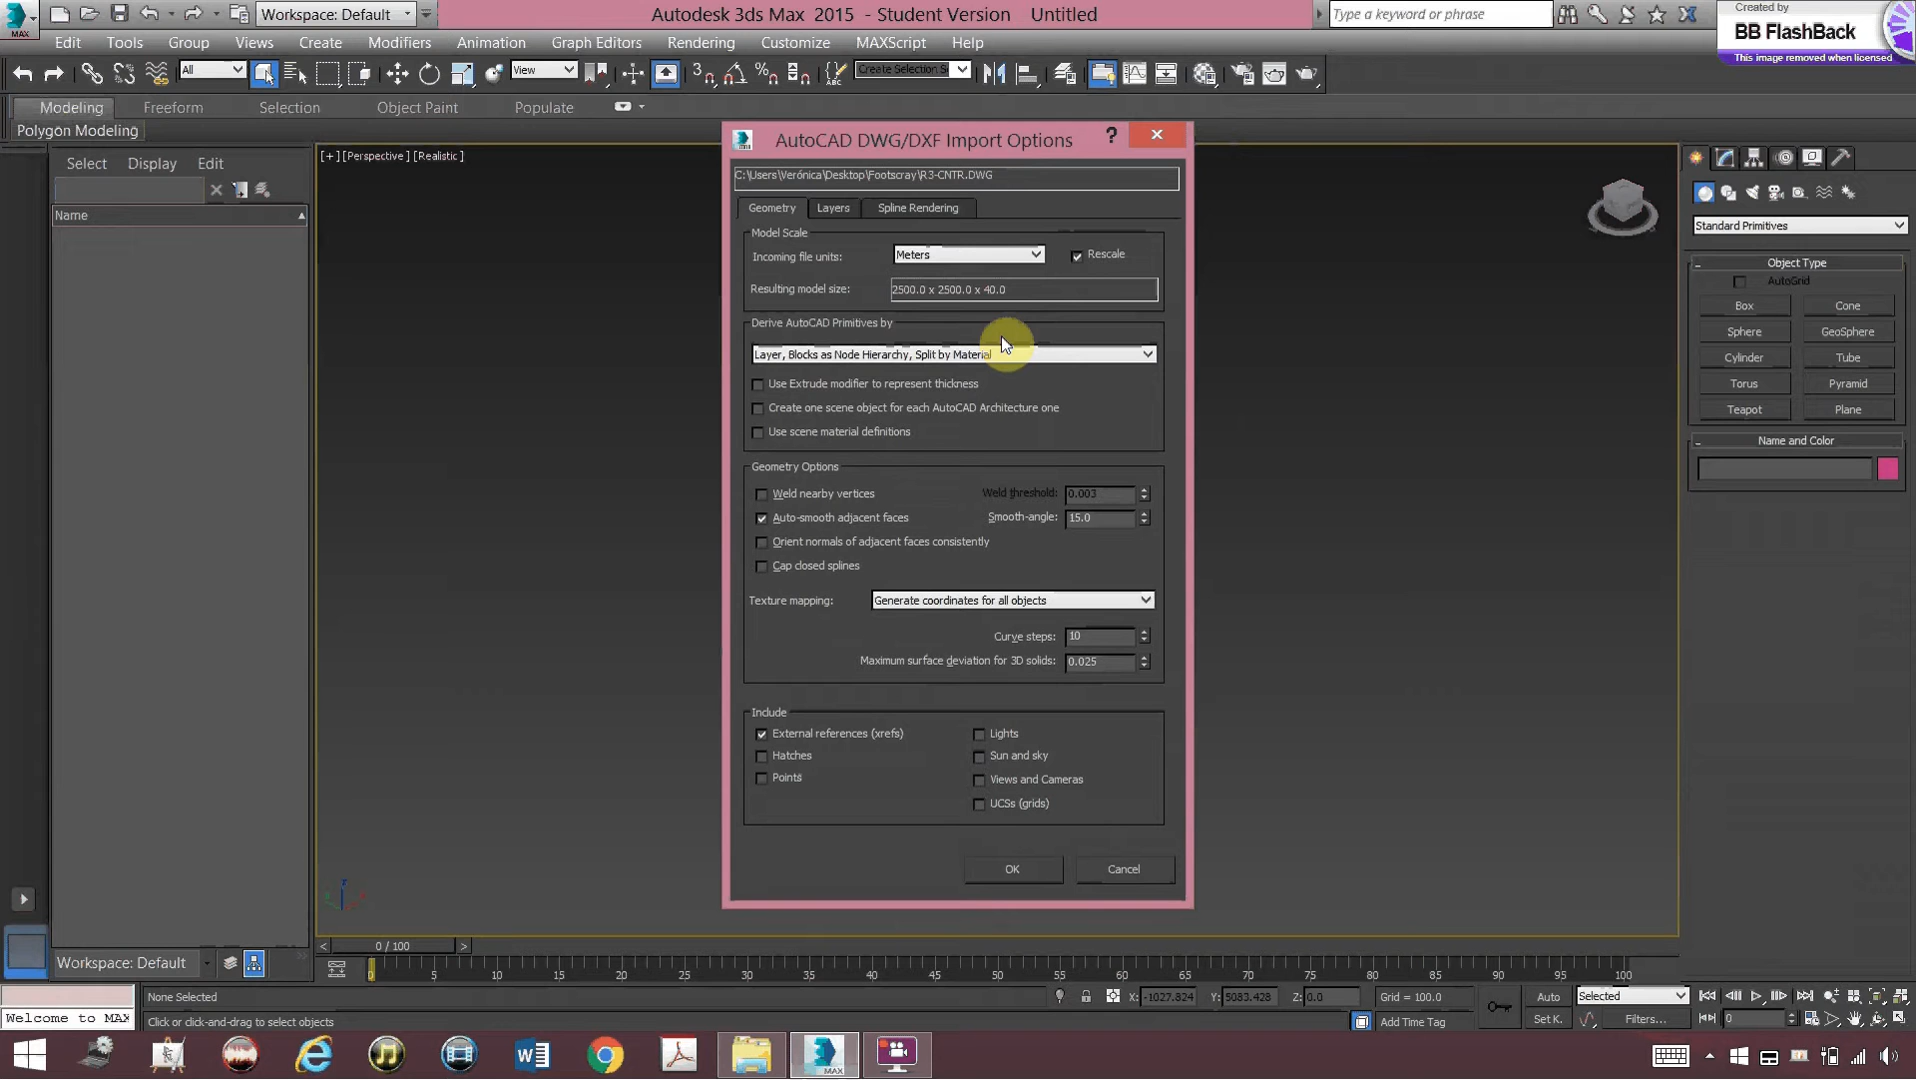 Workspace: Default
Autodesk 3ds Max 2015 - Student Version Untitled
Type a keyword or phrase
Created by
BB FlashBack
This image removed when licensed
MAX
Edit Tools Group Views Create Modifiers Animation Graph Editors Rendering Customize MAXScript Help
All
View
Create Selection Se
Modeling Freeform Selection Object Paint Populate
Polygon Modeling
Select Display Edit
Name
[+] [Perspective] [Realistic]
AutoCAD DWG/DXF Import Options
?
C:\Users\Verónica\Desktop\Footscray\R3-CNTR.DWG
Geometry Layers Spline Rendering
Model Scale
Incoming file units: Meters Rescale
Resulting model size: 2500.0 x 2500.0 x 40.0
Derive AutoCAD Primitives by
Layer, Blocks as Node Hierarchy, Split by Material
Use Extrude modifier to represent thickness
Create one scene object for each AutoCAD Architecture one
Use scene material definitions
Geometry Options
Weld nearby vertices Weld threshold: 0.003
Auto-smooth adjacent faces Smooth-angle: 15.0
Orient normals of adjacent faces consistently
Cap closed splines
Texture mapping: Generate coordinates for all objects
Curve steps: 10
Maximum surface deviation for 3D solids: 0.025
Include
External references (xrefs) Lights
Hatches Sun and sky
Points Views and Cameras
UCSs (grids)
OK Cancel
Standard Primitives
Object Type
AutoGrid
Box Cone
Sphere GeoSphere
Cylinder Tube
Torus Pyramid
Teapot Plane
Name and Color
0 / 100
Workspace: Default
0 5 10 15 20 25 30 35 40 45 50 55 60 65 70 75 80 85 90 95 100
None Selected
X: -1027.824 Y: 5083.428 Z: 0.0 Grid = 100.0 Auto Selected
Welcome to MAX
Click or click-and-drag to select objects
Add Time Tag Set K. Filters... 0
MAX